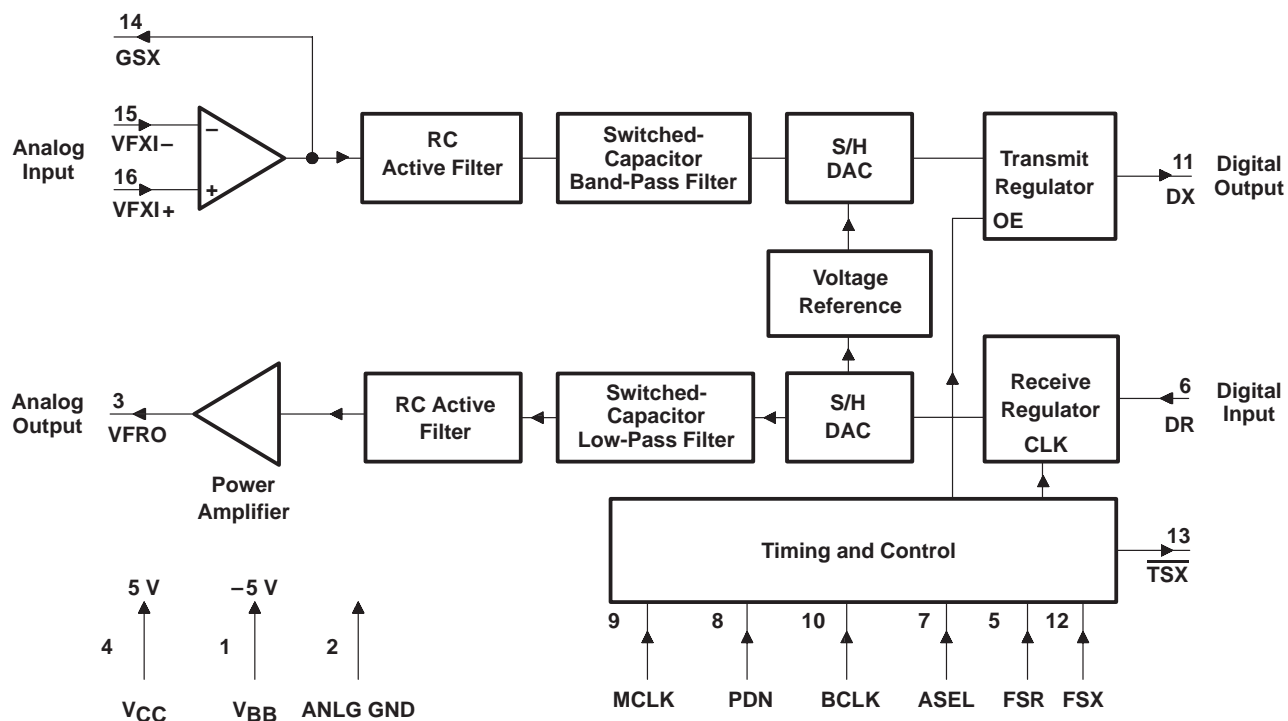 14
GSX
Analog
Input
15
VFXI–
16
VFXI+
–
+
RC
Active Filter
Switched-
Capacitor
Band-Pass Filter
S/H
DAC
Transmit
Regulator
OE
11
DX
Digital
Output
Voltage
Reference
Analog
Output
3
VFRO
Power
Amplifier
RC Active
Filter
Switched-
Capacitor
Low-Pass Filter
S/H
DAC
Receive
Regulator
CLK
6
DR
Digital
Input
Timing and Control
13
TSX
5 V
–5 V
4
1
2
VCC
VBB
ANLG GND
9
8
10
7
5
12
MCLK
PDN
BCLK
ASEL
FSR
FSX